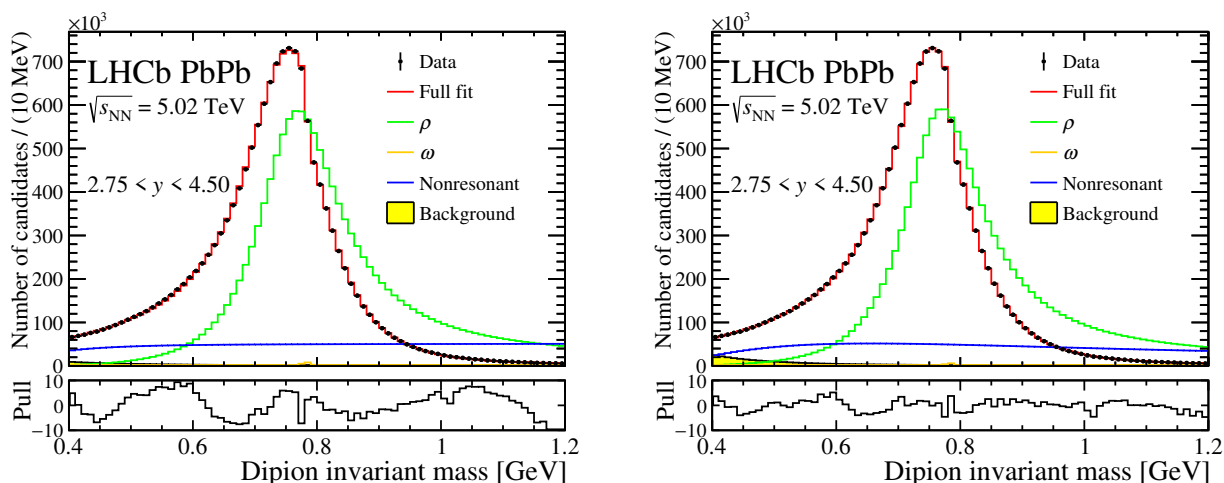 ×10³
Number of candidates / (10 MeV)
700
600
500
400
300
200
100
0
LHCb PbPb
√s_NN = 5.02 TeV
2.75 < y < 4.50
Data
Full fit
ρ
ω
Nonresonant
Background
Pull
10
0
−10
0.4
0.6
0.8
1
1.2
Dipion invariant mass [GeV]
×10³
Number of candidates / (10 MeV)
700
600
500
400
300
200
100
0
LHCb PbPb
√s_NN = 5.02 TeV
2.75 < y < 4.50
Data
Full fit
ρ
ω
Nonresonant
Background
Pull
10
0
−10
0.4
0.6
0.8
1
1.2
Dipion invariant mass [GeV]